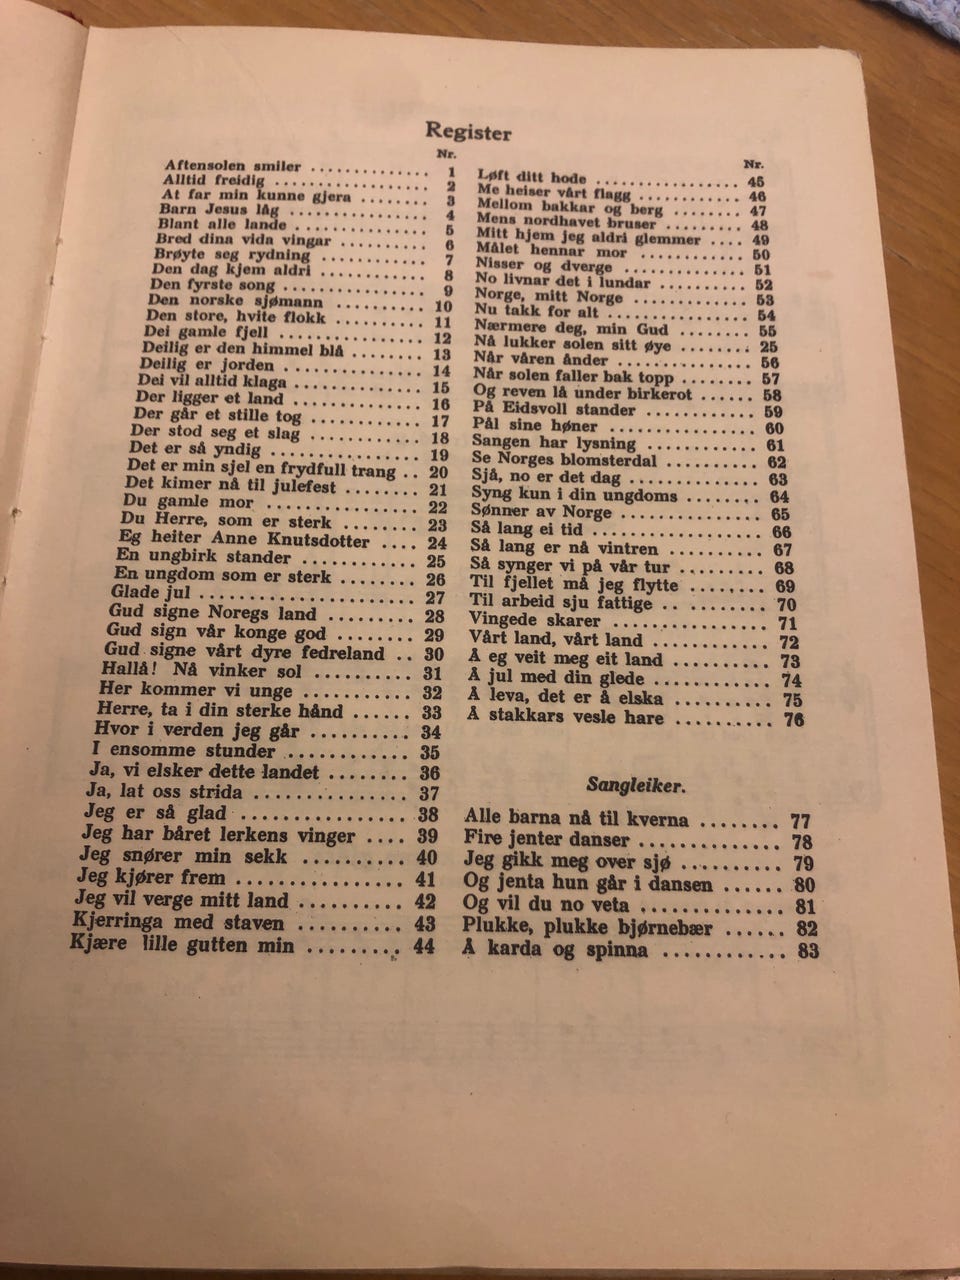 Register
Nr.
Aftensolen smiler .............. 1
Alltid freidig .................. 2
At far min kunne gjera ........ 3
Barn Jesus låg ................ 4
Blant alle lande ................ 5
Bred dina vida vingar .......... 6
Brøyte seg rydning ............ 7
Den dag kjem aldri ............ 8
Den fyrste song ................ 9
Den norske sjømann .......... 10
Den store, hvite flokk .......... 11
Dei gamle fjell ................ 12
Deilig er den himmel blå ........ 13
Deilig er jorden ................ 14
Dei vil alltid klaga ............ 15
Der ligger et land .............. 16
Der går et stille tog ............ 17
Der stod seg et slag ............ 18
Det er så yndig ................ 19
Det er min sjel en frydfull trang .. 20
Det kimer nå til julefest ........ 21
Du gamle mor ................ 22
Du Herre, som er sterk ........ 23
Eg heiter Anne Knutsdotter .... 24
En ungbirk stander ............ 25
En ungdom som er sterk ........ 26
Glade jul ...................... 27
Gud signe Noregs land ........ 28
Gud sign vår konge god ........ 29
Gud signe vårt dyre fedreland .. 30
Hallå! Nå vinker sol .......... 31
Her kommer vi unge .......... 32
Herre, ta i din sterke hånd ...... 33
Hvor i verden jeg går .......... 34
I ensomme stunder ............ 35
Ja, vi elsker dette landet ........ 36
Ja, lat oss strida .............. 37
Jeg er så glad ................ 38
Jeg har båret lerkens vinger .... 39
Jeg snører min sekk .......... 40
Jeg kjører frem ................ 41
Jeg vil verge mitt land .......... 42
Kjerringa med staven .......... 43
Kjære lille gutten min ......... 44
Nr.
Løft ditt hode ................ 45
Me heiser vårt flagg ............ 46
Mellom bakkar og berg ........ 47
Mens nordhavet bruser ........ 48
Mitt hjem jeg aldri glemmer .... 49
Målet hennar mor ............ 50
Nisser og dverge .............. 51
No livnar det i lundar .......... 52
Norge, mitt Norge ............ 53
Nu takk for alt ................ 54
Nærmere deg, min Gud ........ 55
Nå lukker solen sitt øye ........ 25
Når våren ånder .............. 56
Når solen faller bak topp ........ 57
Og reven lå under birkerot ...... 58
På Eidsvoll stander ............ 59
Pål sine høner ................ 60
Sangen har lysning ............ 61
Se Norges blomsterdal .......... 62
Sjå, no er det dag .............. 63
Syng kun i din ungdoms ........ 64
Sønner av Norge .............. 65
Så lang ei tid .................. 66
Så lang er nå vintren .......... 67
Så synger vi på vår tur ......... 68
Til fjellet må jeg flytte ........ 69
Til arbeid sju fattige .. ........ 70
Vingede skarer ................ 71
Vårt land, vårt land ............ 72
Å eg veit meg eit land .......... 73
Å jul med din glede ............ 74
Å leva, det er å elska .......... 75
Å stakkars vesle hare .......... 76
Sangleiker.
Alle barna nå til kverna ........ 77
Fire jenter danser .............. 78
Jeg gikk meg over sjø .......... 79
Og jenta hun går i dansen ...... 80
Og vil du no veta .............. 81
Plukke, plukke bjørnebær ...... 82
Å karda og spinna ............ 83